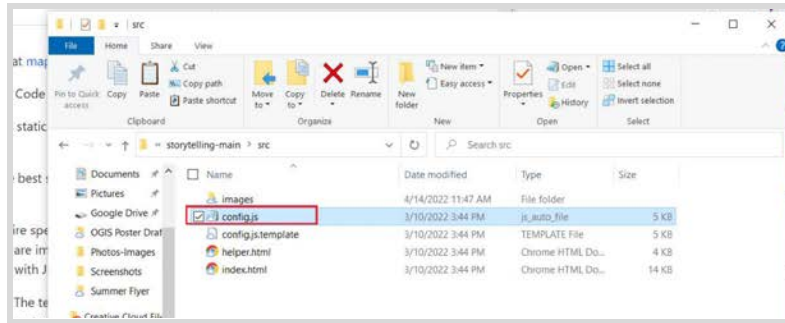 src
File Home Share View
at map
Code
static
best
ire spe
are im
with J
The te
Pin to Quick access
Copy
Paste
Cut
Copy path
Paste shortcut
Clipboard
Move to
Copy to
Delete
Rename
Organize
New folder
New item
Easy access
New
Properties
Open
Edit
History
Open
Select all
Select none
Invert selection
Select
storytelling-main > src
Search src
Name Date modified Type Size
Documents
Pictures
Google Drive
OGIS Poster Draf
Photos-Images
Screenshots
Summer Flyer
Creative Cloud File
images 4/14/2022 11:47 AM File folder
config.js 3/10/2022 3:44 PM js_auto_file 5 KB
config.js.template 3/10/2022 3:44 PM TEMPLATE File 5 KB
helper.html 3/10/2022 3:44 PM Chrome HTML Do... 4 KB
index.html 3/10/2022 3:44 PM Chrome HTML Do... 14 KB